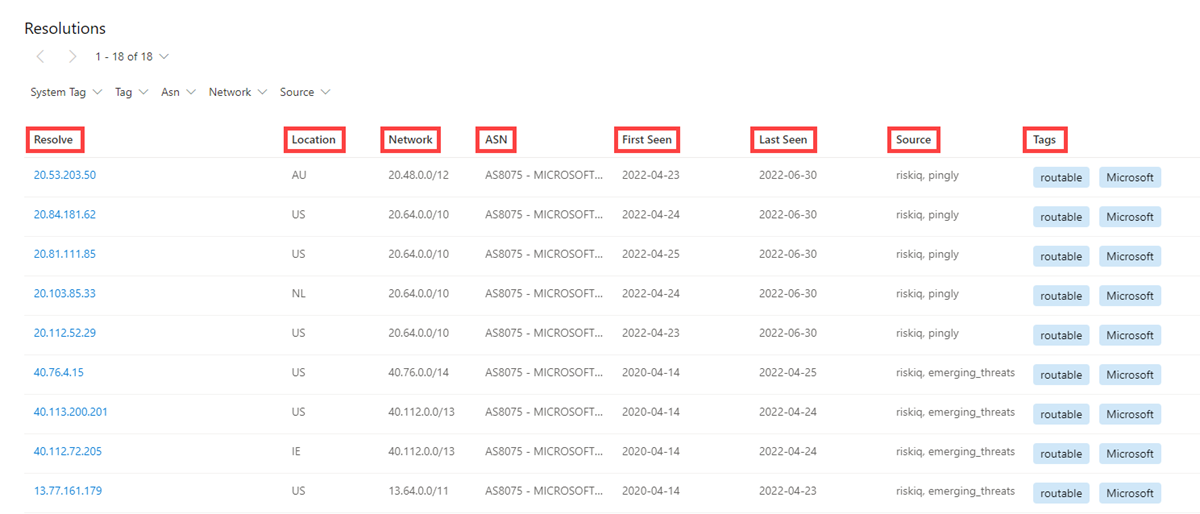 Resolutions
1 - 18 of 18
System Tag Tag Asn Network Source
Resolve Location Network ASN First Seen Last Seen Source Tags
20.53.203.50 AU 20.48.0.0/12 AS8075 - MICROSOFT... 2022-04-23 2022-06-30 riskiq, pingly routable Microsoft
20.84.181.62 US 20.64.0.0/10 AS8075 - MICROSOFT... 2022-04-24 2022-06-30 riskiq, pingly routable Microsoft
20.81.111.85 US 20.64.0.0/10 AS8075 - MICROSOFT... 2022-04-25 2022-06-30 riskiq, pingly routable Microsoft
20.103.85.33 NL 20.64.0.0/10 AS8075 - MICROSOFT... 2022-04-24 2022-06-30 riskiq, pingly routable Microsoft
20.112.52.29 US 20.64.0.0/10 AS8075 - MICROSOFT... 2022-04-23 2022-06-30 riskiq, pingly routable Microsoft
40.76.4.15 US 40.76.0.0/14 AS8075 - MICROSOFT... 2020-04-14 2022-04-25 riskiq, emerging_threats routable Microsoft
40.113.200.201 US 40.112.0.0/13 AS8075 - MICROSOFT... 2020-04-14 2022-04-24 riskiq, emerging_threats routable Microsoft
40.112.72.205 IE 40.112.0.0/13 AS8075 - MICROSOFT... 2020-04-14 2022-04-24 riskiq, emerging_threats routable Microsoft
13.77.161.179 US 13.64.0.0/11 AS8075 - MICROSOFT... 2020-04-14 2022-04-23 riskiq, emerging_threats routable Microsoft